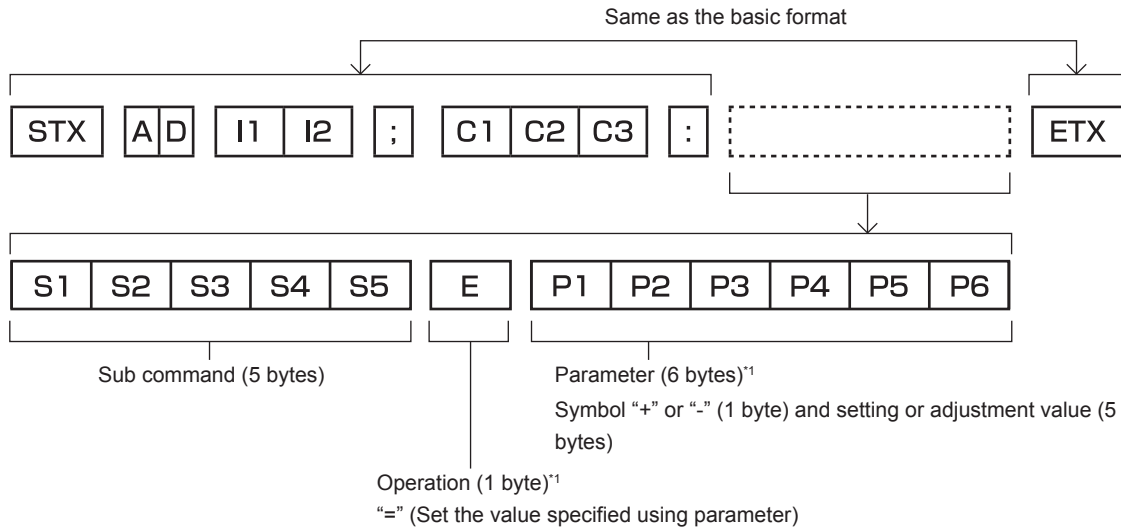 Same as the basic format
STX A D I1 I2 ; C1 C2 C3 : ETX
S1 S2 S3 S4 S5 E P1 P2 P3 P4 P5 P6
Sub command (5 bytes)
Parameter (6 bytes)*1
Symbol “+” or “-” (1 byte) and setting or adjustment value (5
bytes)
Operation (1 byte)*1
“=” (Set the value specified using parameter)